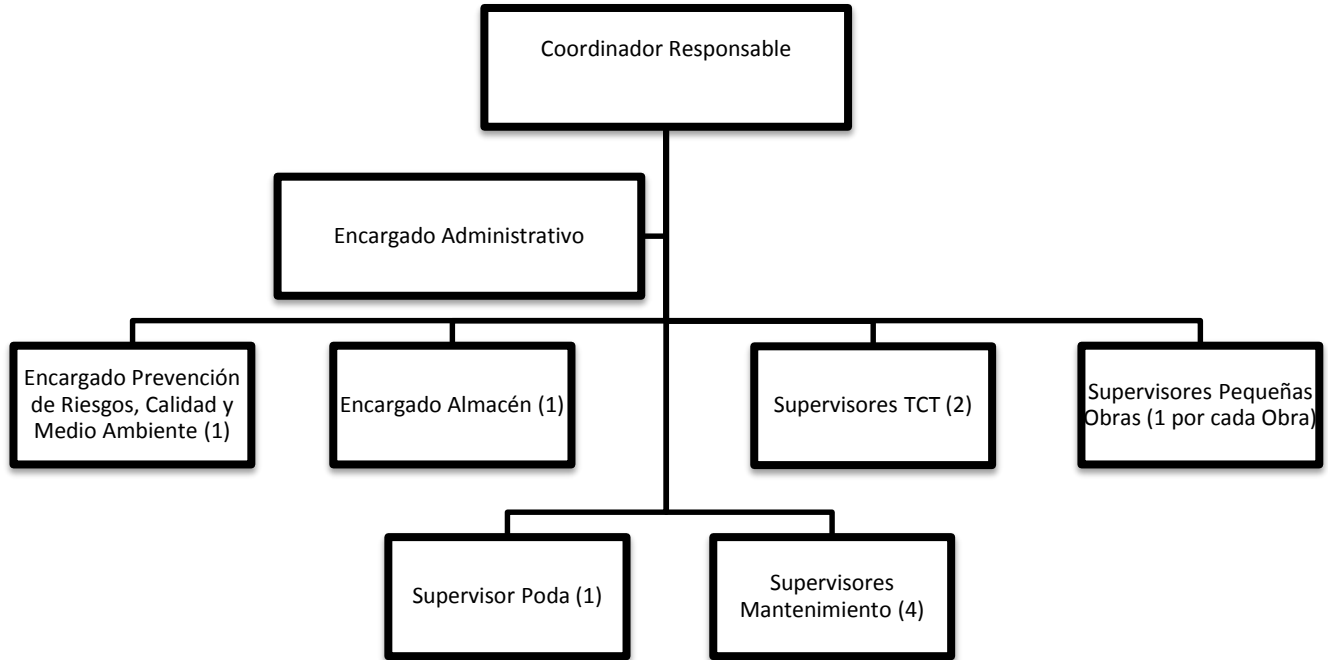 Coordinador Responsable
Encargado Administrativo
Encargado Prevención
de Riesgos, Calidad y
Medio Ambiente (1)
Encargado Almacén (1)
Supervisores TCT (2)
Supervisores Pequeñas
Obras (1 por cada Obra)
Supervisor Poda (1)
Supervisores
Mantenimiento (4)